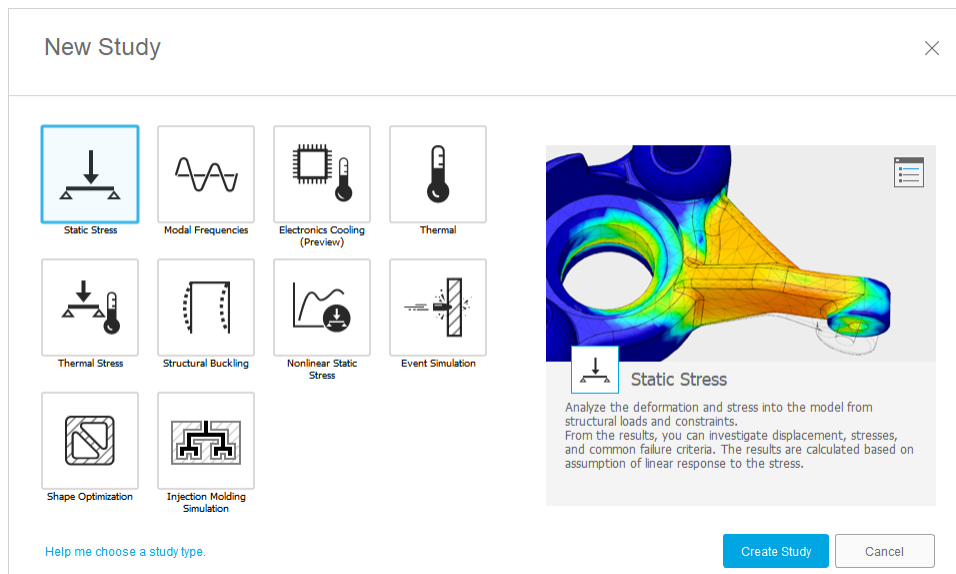 New Study
Static Stress
Modal Frequencies
Electronics Cooling
(Preview)
Thermal
Thermal Stress
Structural Buckling
Nonlinear Static
Stress
Event Simulation
Shape Optimization
Injection Molding
Simulation
Static Stress
Analyze the deformation and stress into the model from
structural loads and constraints.
From the results, you can investigate displacement, stresses,
and common failure criteria. The results are calculated based on
assumption of linear response to the stress.
Help me choose a study type.
Create Study
Cancel